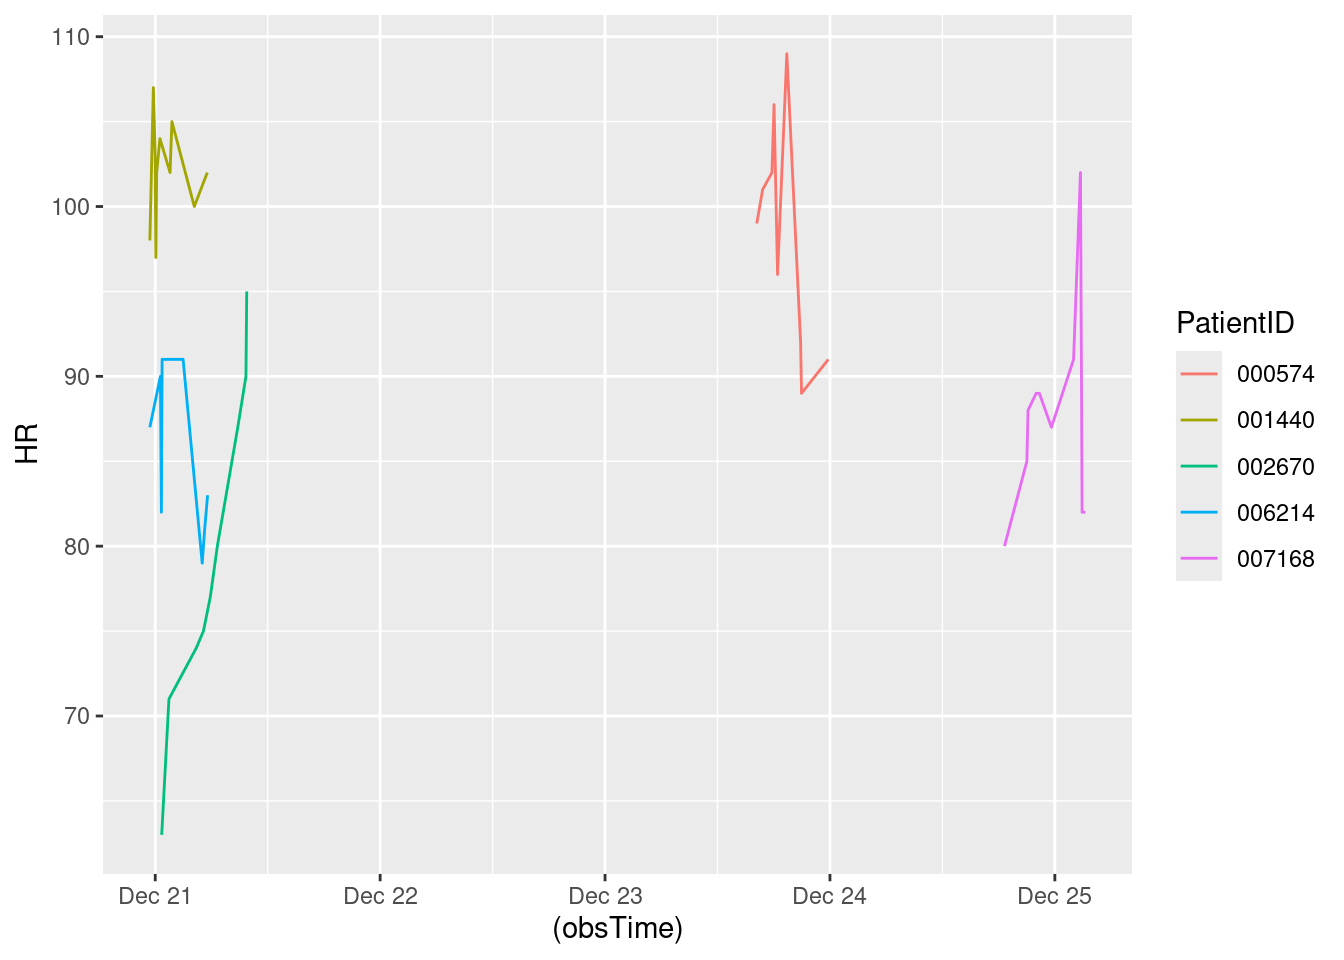 110
100
90
80
70
HR
Dec 21
Dec 22
Dec 23
Dec 24
Dec 25
(obsTime)
PatientID
000574
001440
002670
006214
007168